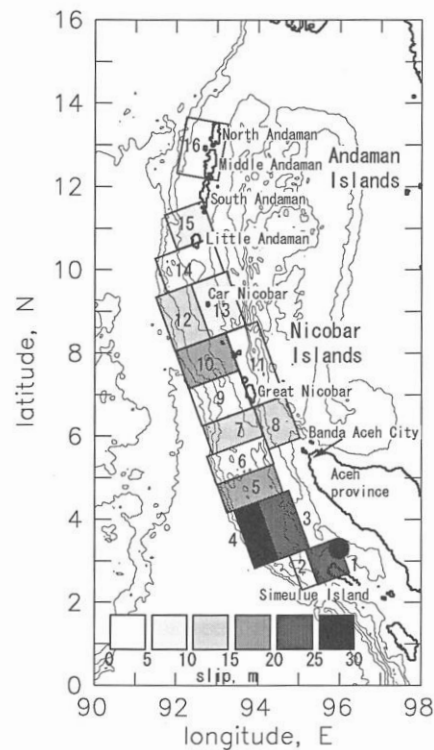 16
14
12
10
8
6
4
2
0
latitude, N
North Andaman
16
Middle Andaman
Andaman
Islands
South Andaman
15
Little Andaman
14
Car Nicobar
13
12
Nicobar
Islands
10
11
9
Great Nicobar
7
8
Banda Aceh City
6
Aceh
province
5
3
4
2
1
Simeulue Island
0 5 10 15 20 25 30
slip, m
90 92 94 96 98
longitude, E